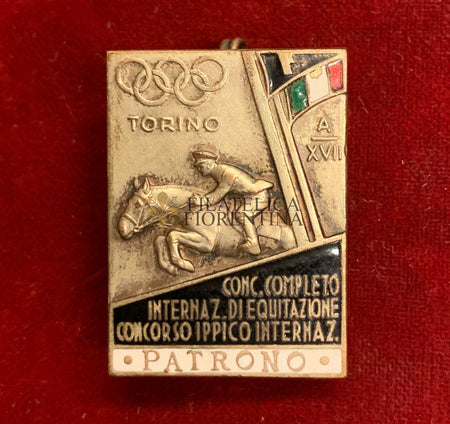 TORINO
A
XVII
FILATELICA
FIORENTINA
CONC. COMPLETO
INTERNAZ. DI EQUITAZIONE
CONCORSO IPPICO INTERNAZ.
• PATRONO •